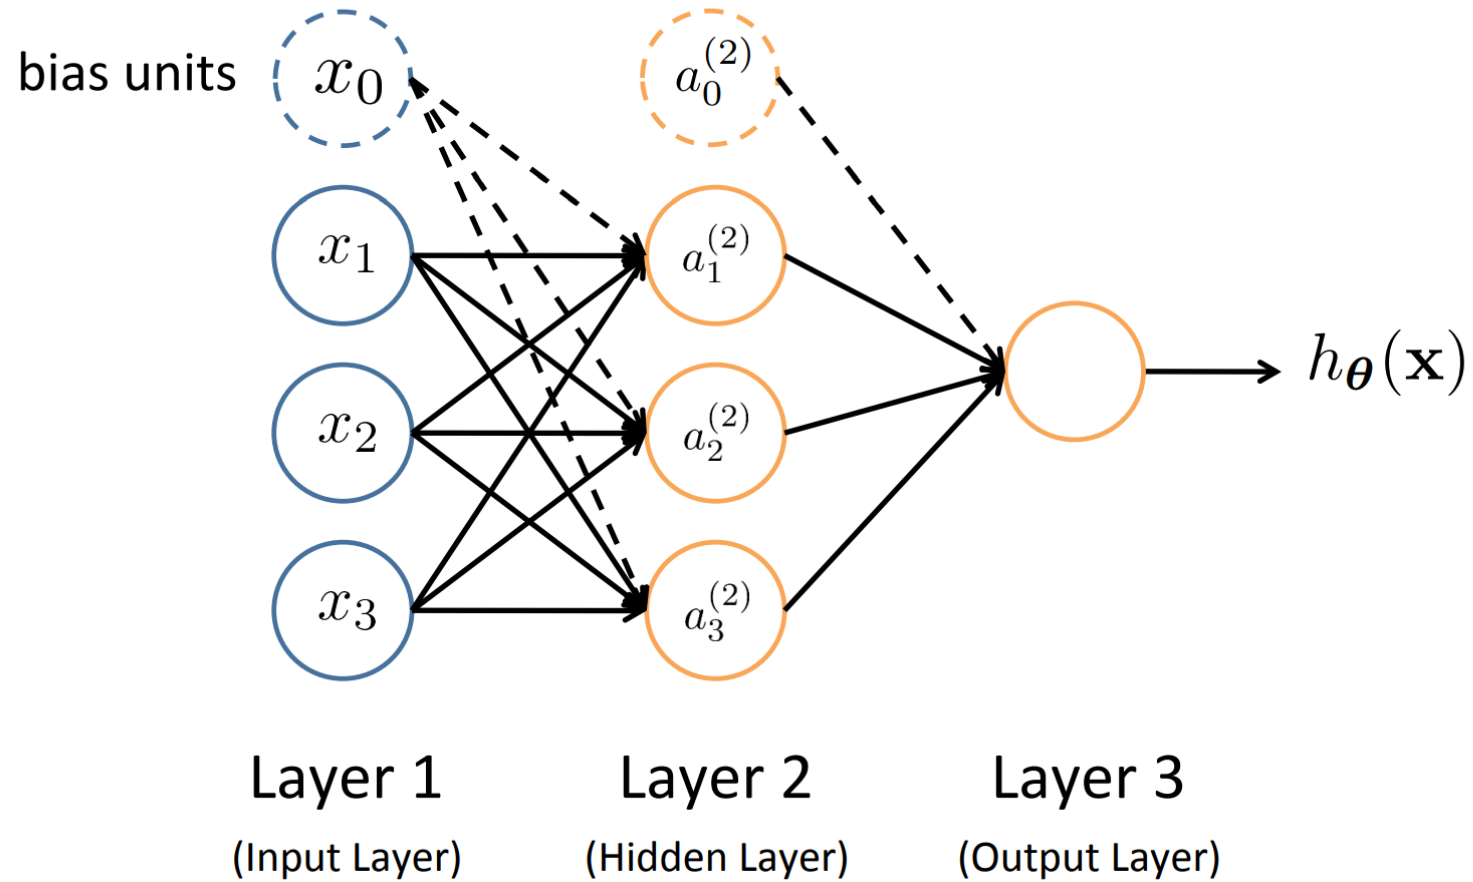 bias units
x₀
a₀⁽²⁾
x₁
a₁⁽²⁾
x₂
a₂⁽²⁾
x₃
a₃⁽²⁾
h_𝜽(𝐱)
Layer 1
(Input Layer)
Layer 2
(Hidden Layer)
Layer 3
(Output Layer)